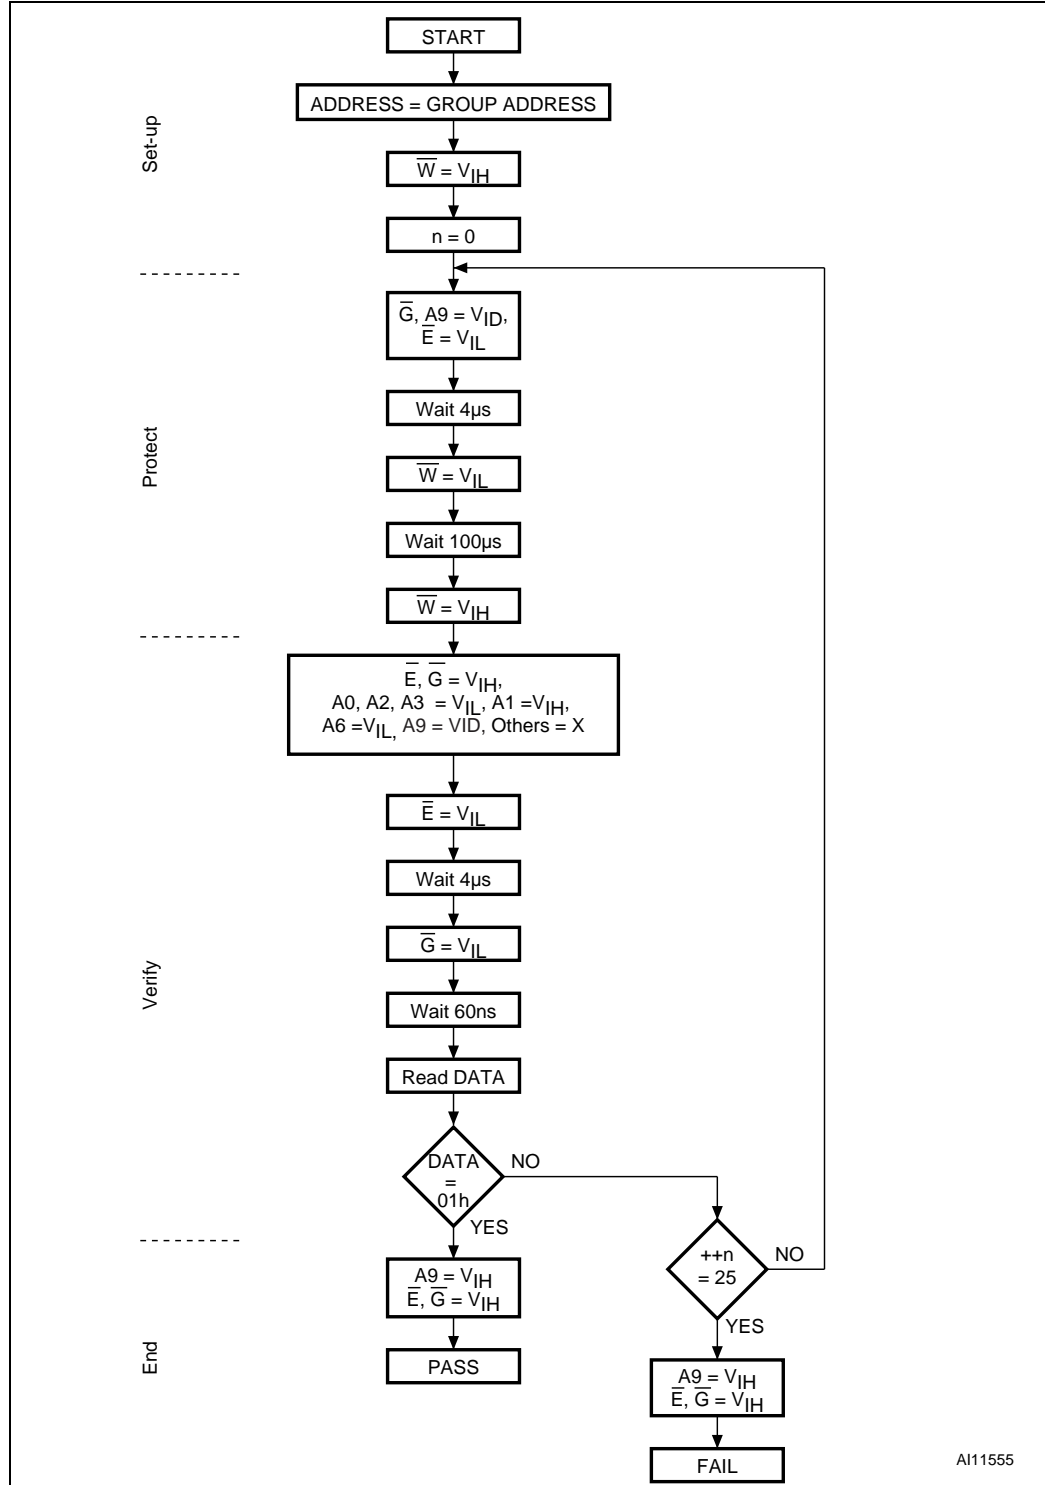 START
ADDRESS = GROUP ADDRESS
Set-up
W̅ = VIH
n = 0
G̅, A9 = VID,
E̅ = VIL
Wait 4µs
Protect
W̅ = VIL
Wait 100µs
W̅ = VIH
E̅, G̅ = VIH,
A0, A2, A3 = VIL, A1 =VIH,
A6 =VIL, A9 = VID, Others = X
E̅ = VIL
Wait 4µs
G̅ = VIL
Verify
Wait 60ns
Read DATA
DATA
=
01h
NO
YES
++n
= 25
NO
YES
A9 = VIH
E̅, G̅ = VIH
End
PASS
A9 = VIH
E̅, G̅ = VIH
FAIL
AI11555